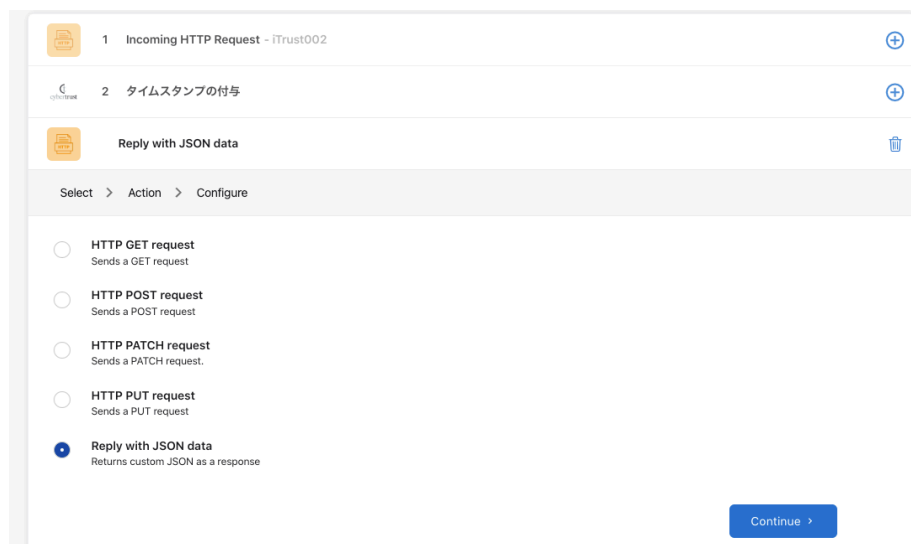 1 Incoming HTTP Request - iTrust002
cybertrust 2 タイムスタンプの付与
Reply with JSON data
Select > Action > Configure
HTTP GET request
Sends a GET request
HTTP POST request
Sends a POST request
HTTP PATCH request
Sends a PATCH request.
HTTP PUT request
Sends a PUT request
Reply with JSON data
Returns custom JSON as a response
Continue >